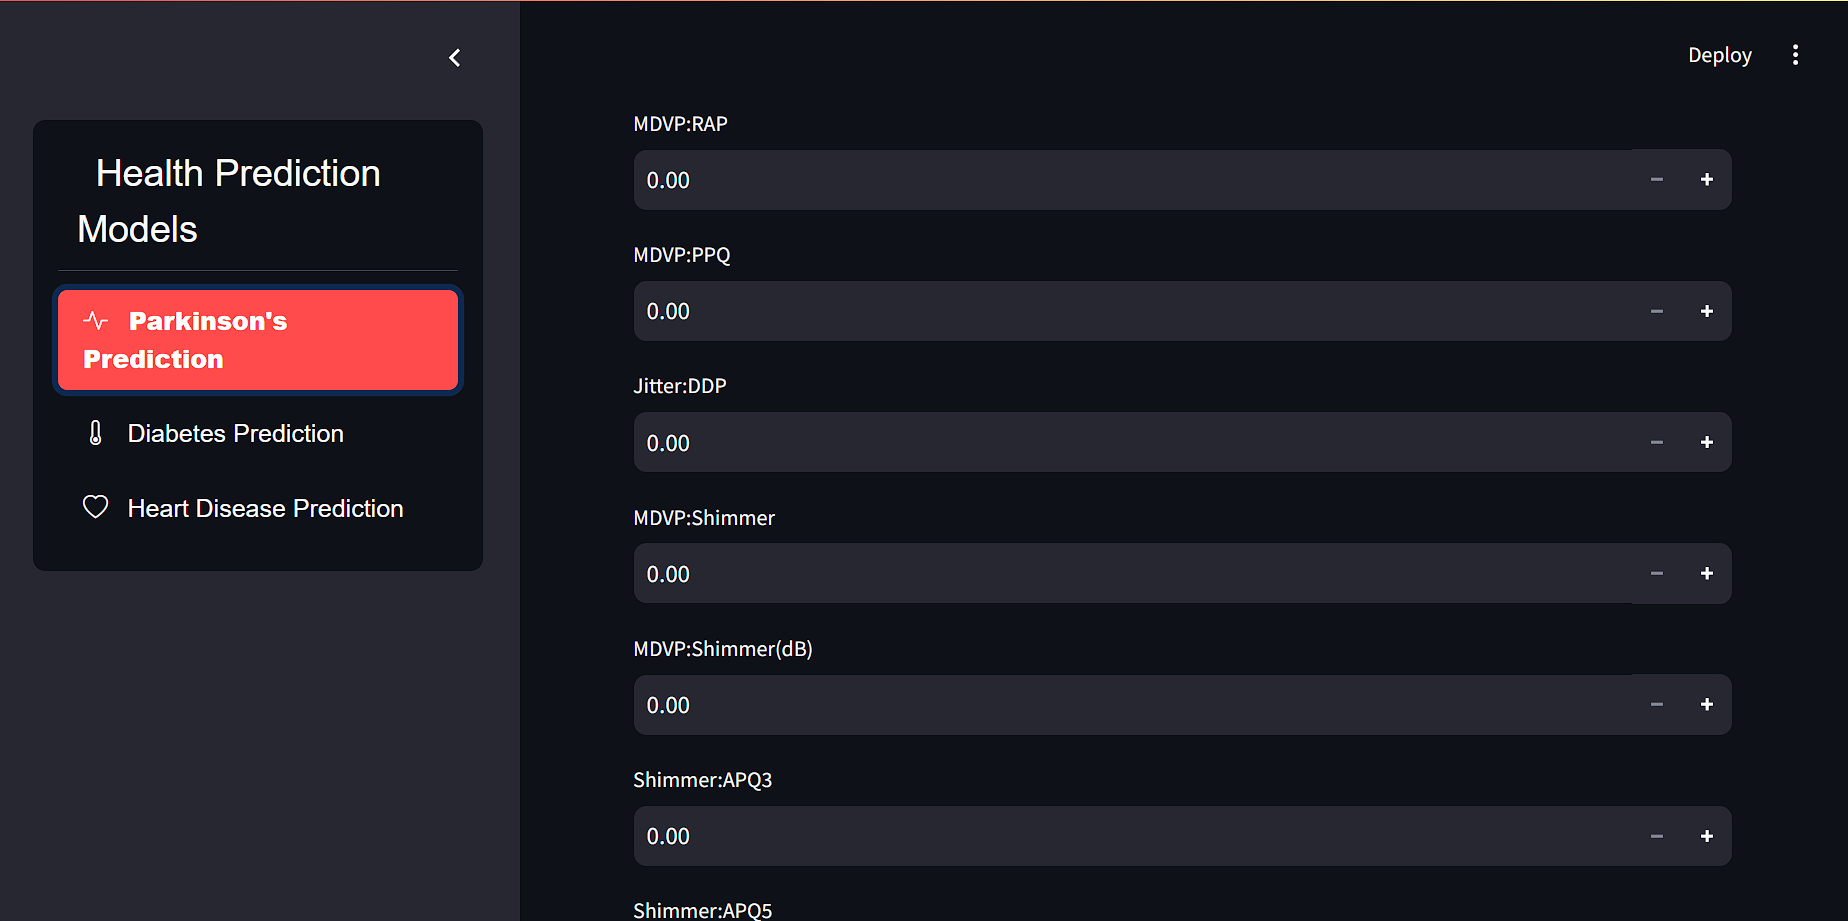 Deploy
Health Prediction
Models
Parkinson's
Prediction
Diabetes Prediction
Heart Disease Prediction
MDVP:RAP
0.00
MDVP:PPQ
0.00
Jitter:DDP
0.00
MDVP:Shimmer
0.00
MDVP:Shimmer(dB)
0.00
Shimmer:APQ3
0.00
Shimmer:APQ5